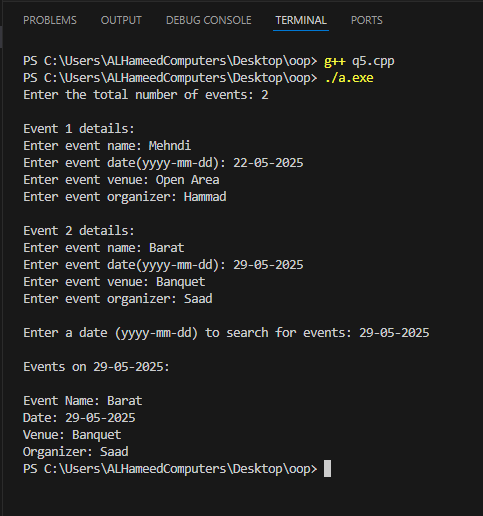 PROBLEMS OUTPUT DEBUG CONSOLE TERMINAL PORTS
PS C:\Users\ALHameedComputers\Desktop\oop> g++ q5.cpp
PS C:\Users\ALHameedComputers\Desktop\oop> ./a.exe
Enter the total number of events: 2

Event 1 details:
Enter event name: Mehndi
Enter event date(yyyy-mm-dd): 22-05-2025
Enter event venue: Open Area
Enter event organizer: Hammad

Event 2 details:
Enter event name: Barat
Enter event date(yyyy-mm-dd): 29-05-2025
Enter event venue: Banquet
Enter event organizer: Saad

Enter a date (yyyy-mm-dd) to search for events: 29-05-2025

Events on 29-05-2025:

Event Name: Barat
Date: 29-05-2025
Venue: Banquet
Organizer: Saad
PS C:\Users\ALHameedComputers\Desktop\oop>